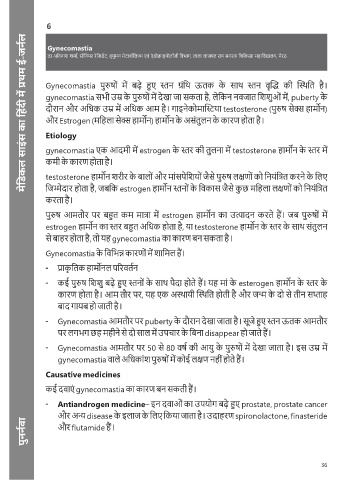 6
Gynecomastia
Gynecomastia पुरुषों में बढ़े हुए स्तन ग्रंथि ऊतक के साथ स्तन वृद्धि की स्थिति है।
gynecomastia सभी उम्र के पुरुषों में देखा जा सकता है, लेकिन नवजात शिशुओं में, puberty के
दौरान और अधिक उम्र में अधिक आम है। गाइनेकोमास्टिया testosterone (पुरुष सेक्स हार्मोन)
और Estrogen (महिला सेक्स हार्मोन) हार्मोन के असंतुलन के कारण होता है।
Etiology
gynecomastia एक आदमी में estrogen के स्तर की तुलना में testosterone हार्मोन के स्तर में
कमी के कारण होता है।
testosterone हार्मोन शरीर के बालों और मांसपेशियों जैसे पुरुष लक्षणों को नियंत्रित करने के लिए
जिम्मेदार होता है, जबकि estrogen हार्मोन स्तनों के विकास जैसे कुछ महिला लक्षणों को नियंत्रित
करता है।
पुरुष आमतौर पर बहुत कम मात्रा में estrogen हार्मोन का उत्पादन करते हैं। जब पुरुषों में
estrogen हार्मोन का स्तर बहुत अधिक होता है, या testosterone हार्मोन के स्तर के साथ संतुलन
से बाहर होता है, तो यह gynecomastia का कारण बन सकता है।
Gynecomastia के विभिन्न कारणों में शामिल हैं।
- प्राकृतिक हार्मोनल परिवर्तन
- कई पुरुष शिशु बढ़े हुए स्तनों के साथ पैदा होते हैं। यह मां के esterogen हार्मोन के स्तर के
कारण होता है। आम तौर पर, यह एक अस्थायी स्थिति होती है और जन्म के दो से तीन सप्ताह
बाद गायब हो जाती है।
- Gynecomastia आमतौर पर puberty के दौरान देखा जाता है। सूजे हुए स्तन ऊतक आमतौर
पर लगभग छह महीने से दो साल में उपचार के बिना disappear हो जाते हैं।
- Gynecomastia आमतौर पर 50 से 80 वर्ष की आयु के पुरुषों में देखा जाता है। इस उम्र में
gynecomastia वाले अधिकांश पुरुषों में कोई लक्षण नहीं होते हैं।
Causative medicines
कई दवाएं gynecomastia का कारण बन सकती हैं।
- Antiandrogen medicine– इन दवाओं का उपयोग बढ़े हुए prostate, prostate cancer
और अन्य disease के इलाज के लिए किया जाता है। उदाहरण spironolactone, finasteride
और flutamide हैं।
मेडिकल साइंस का हिंदी में प्रथम ई-जर्नल
पुनर्नवा
36